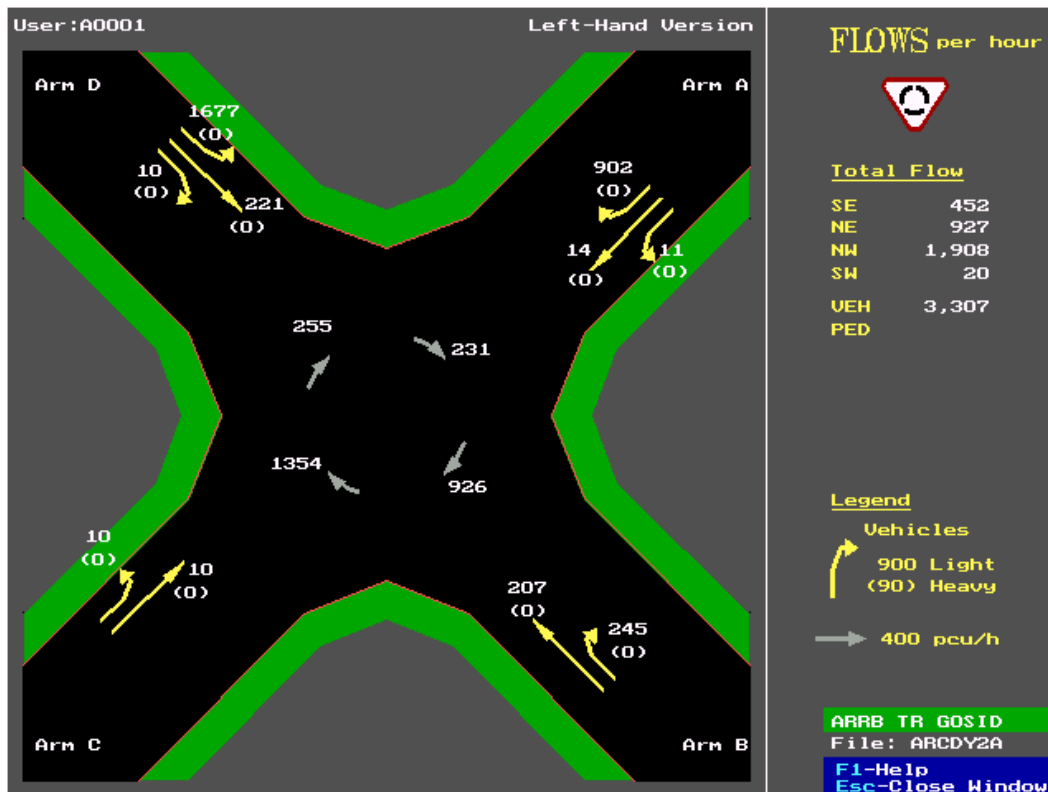 User:A0001
Left-Hand Version
Arm D
Arm A
1677
(0)
10
(0)
221
(0)
902
(0)
14
(0)
11
(0)
255
231
1354
926
10
(0)
10
(0)
207
(0)
245
(0)
Arm C
Arm B
FLOWS per hour
Total Flow
SE 452
NE 927
NW 1,908
SW 20
VEH 3,307
PED
Legend
Vehicles
900 Light
(90) Heavy
400 pcu/h
ARRB TR GOSID
File: ARCDY2A
F1-Help
Esc-Close Window